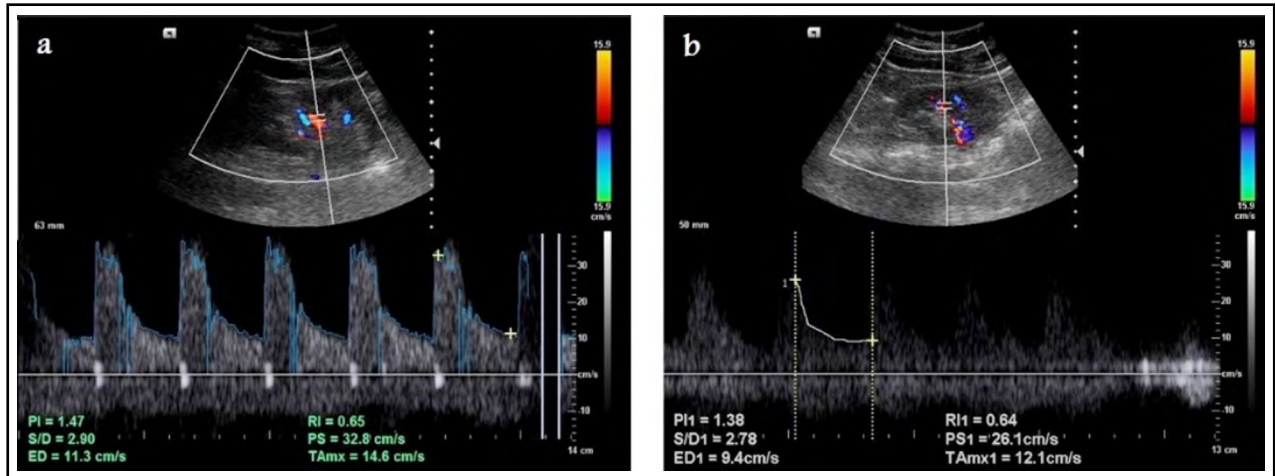 a
15.9
15.9
cm/s
63 mm
30
20
10
cm/s
.10
PI = 1.47
RI = 0.65
S/D = 2.90
PS = 32.8 cm/s
ED = 11.3 cm/s
TAmx = 14.6 cm/s
14 cm
b
15.9
15.9
cm/s
50 mm
1
30
20
10
cm/s
.10
PI1 = 1.38
RI1 = 0.64
S/D1 = 2.78
PS1 = 26.1cm/s
ED1 = 9.4cm/s
TAmx1 = 12.1cm/s
13 cm